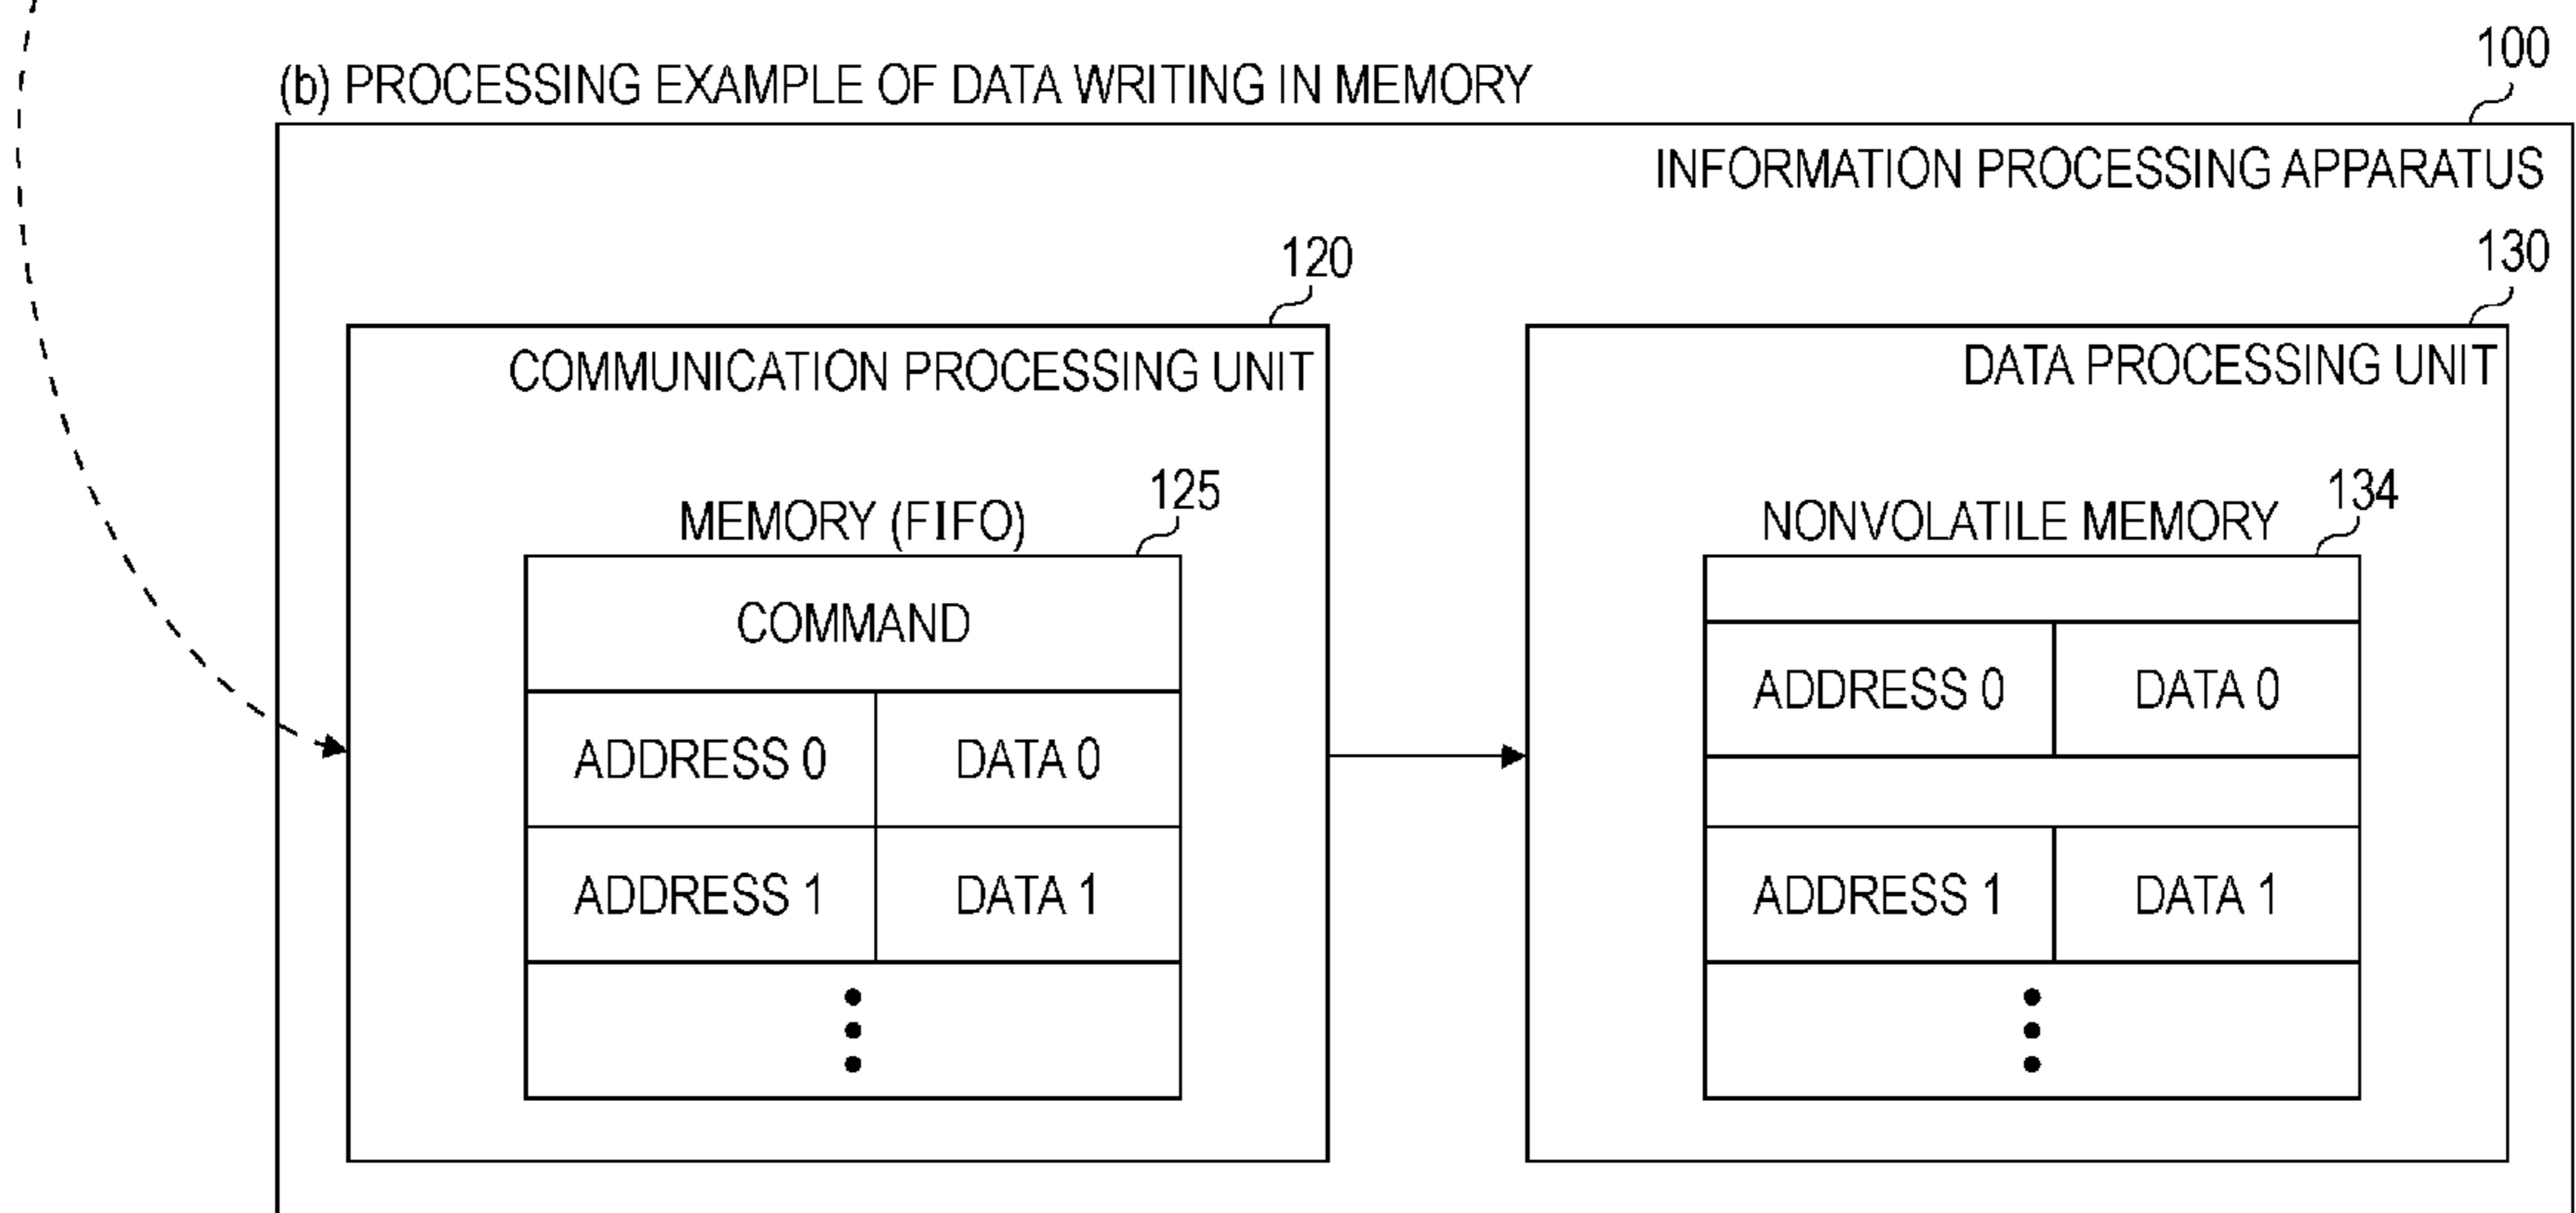 100
(b) PROCESSING EXAMPLE OF DATA WRITING IN MEMORY
INFORMATION PROCESSING APPARATUS
120
130
COMMUNICATION PROCESSING UNIT
DATA PROCESSING UNIT
125
134
MEMORY (FIFO)
NONVOLATILE MEMORY
COMMAND
ADDRESS 0 DATA 0
ADDRESS 1 DATA 1
ADDRESS 0 DATA 0
ADDRESS 1 DATA 1